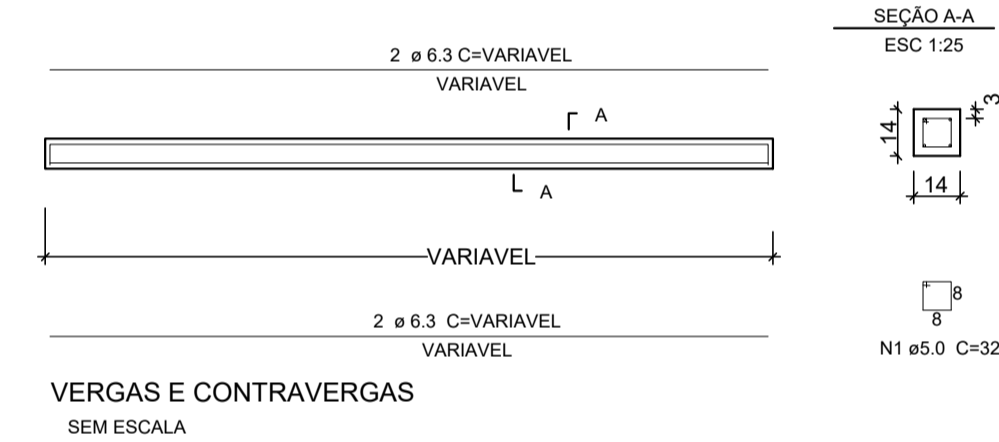 2 ø 6.3 C=VARIAVEL
VARIAVEL
A
A
VARIAVEL
2 ø 6.3 C=VARIAVEL
VARIAVEL
VERGAS E CONTRAVERGAS
SEM ESCALA
SEÇÃO A-A
ESC 1:25
3
14
14
8
8
N1 ø5.0 C=32